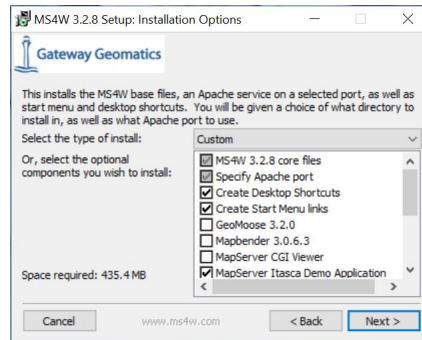 MS4W 3.2.8 Setup: Installation Options
Gateway Geomatics
This installs the MS4W base files, an Apache service on a selected port, as well as
start menu and desktop shortcuts. You will be given a choice of what directory to
install in, as well as what Apache port to use.
Select the type of install:
Custom
Or, select the optional
components you wish to install:
MS4W 3.2.8 core files
Specify Apache port
Create Desktop Shortcuts
Create Start Menu links
GeoMoose 3.2.0
Mapbender 3.0.6.3
MapServer CGI Viewer
MapServer Itasca Demo Application
Space required: 435.4 MB
Cancel
www.ms4w.com
< Back
Next >